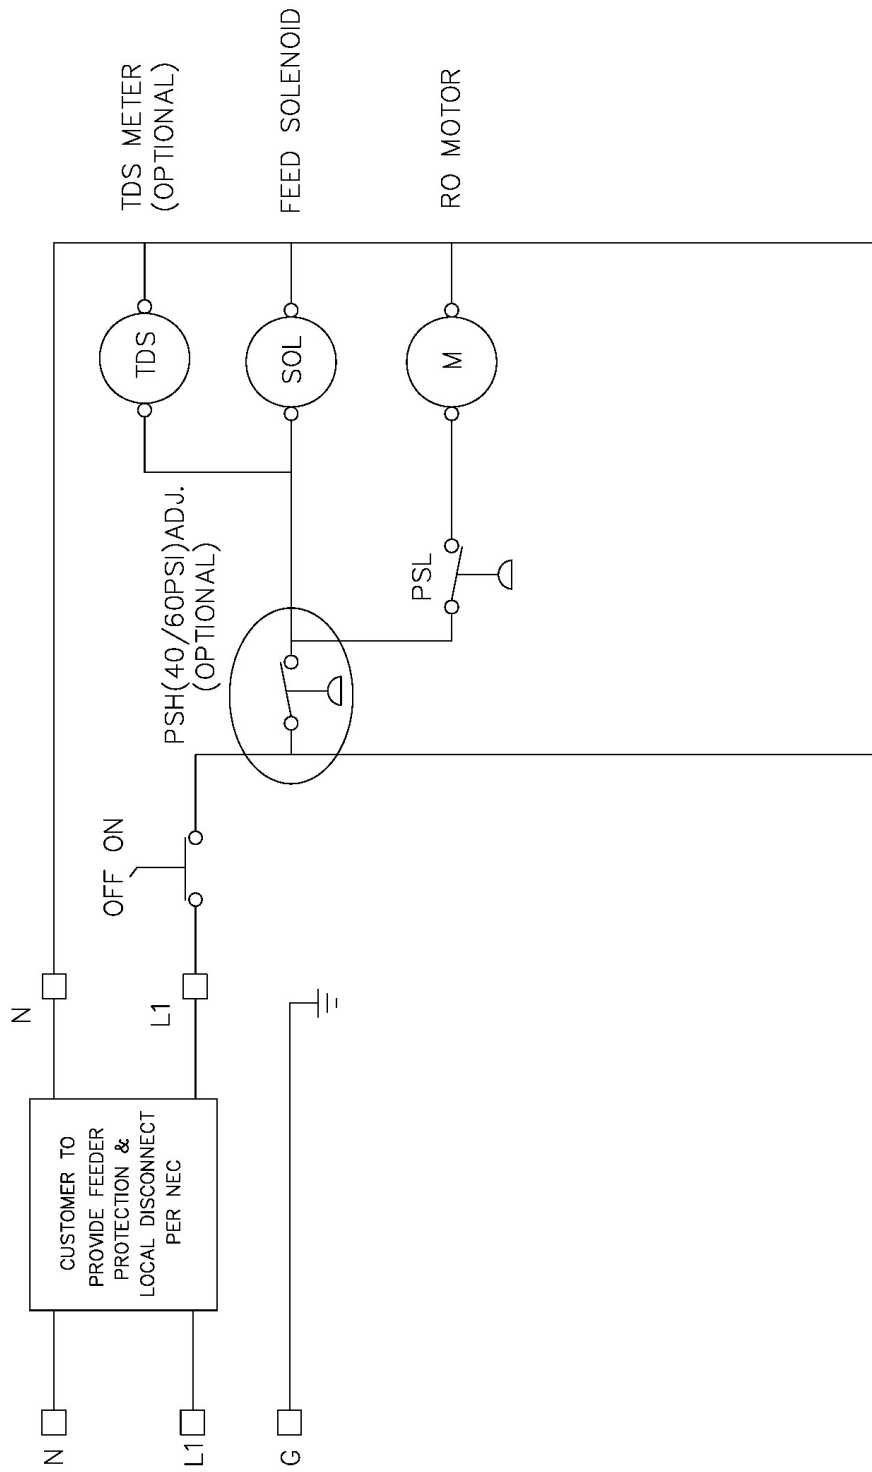 N
L1
G
CUSTOMER TO
PROVIDE FEEDER
PROTECTION &
LOCAL DISCONNECT
PER NEC
N
L1
OFF ON
PSH(40/60PSI)ADJ.
(OPTIONAL)
PSL
TDS
SOL
M
TDS METER
(OPTIONAL)
FEED SOLENOID
RO MOTOR